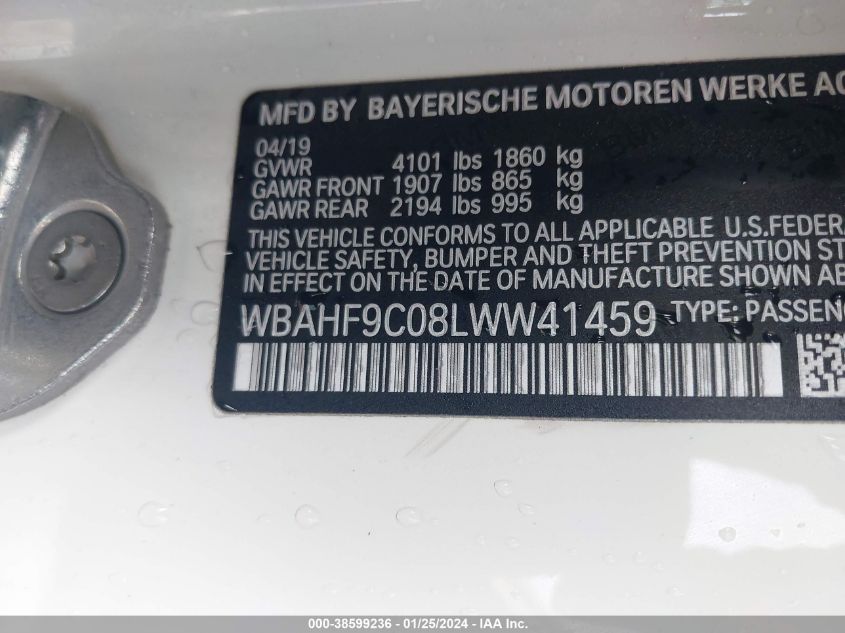 MFD BY BAYERISCHE MOTOREN WERKE AG
04/19
GVWR 4101 lbs 1860 kg
GAWR FRONT 1907 lbs 865 kg
GAWR REAR 2194 lbs 995 kg
THIS VEHICLE CONFORMS TO ALL APPLICABLE U.S.FEDERA
VEHICLE SAFETY, BUMPER AND THEFT PREVENTION ST
IN EFFECT ON THE DATE OF MANUFACTURE SHOWN AB
WBAHF9C08LWW41459 TYPE: PASSENG
000-38599236 - 01/25/2024 - IAA Inc.